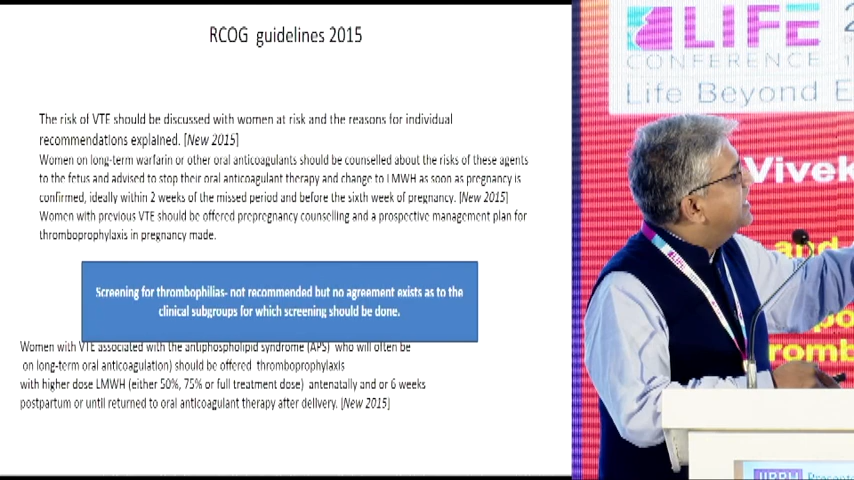 RCOG guidelines 2015
The risk of VTE should be discussed with women at risk and the reasons for individual
recommendations explained. [New 2015]
Women on long-term warfarin or other oral anticoagulants should be counselled about the risks of these agents
to the fetus and advised to stop their oral anticoagulant therapy and change to LMWH as soon as pregnancy is
confirmed, ideally within 2 weeks of the missed period and before the sixth week of pregnancy. [New 2015]
Women with previous VTE should be offered prepregnancy counselling and a prospective management plan for
thromboprophylaxis in pregnancy made.
Screening for thrombophilias- not recommended but no agreement exists as to the
clinical subgroups for which screening should be done.
Women with VTE associated with the antiphospholipid syndrome (APS) who will often be
on long-term oral anticoagulation) should be offered thromboprophylaxis
with higher dose LMWH (either 50%, 75% or full treatment dose) antenatally and or 6 weeks
postpartum or until returned to oral anticoagulant therapy after delivery. [New 2015]
LIFE 2
CONFERENCE 1
Life Beyond E
Vivek
and
po
romb
Presente